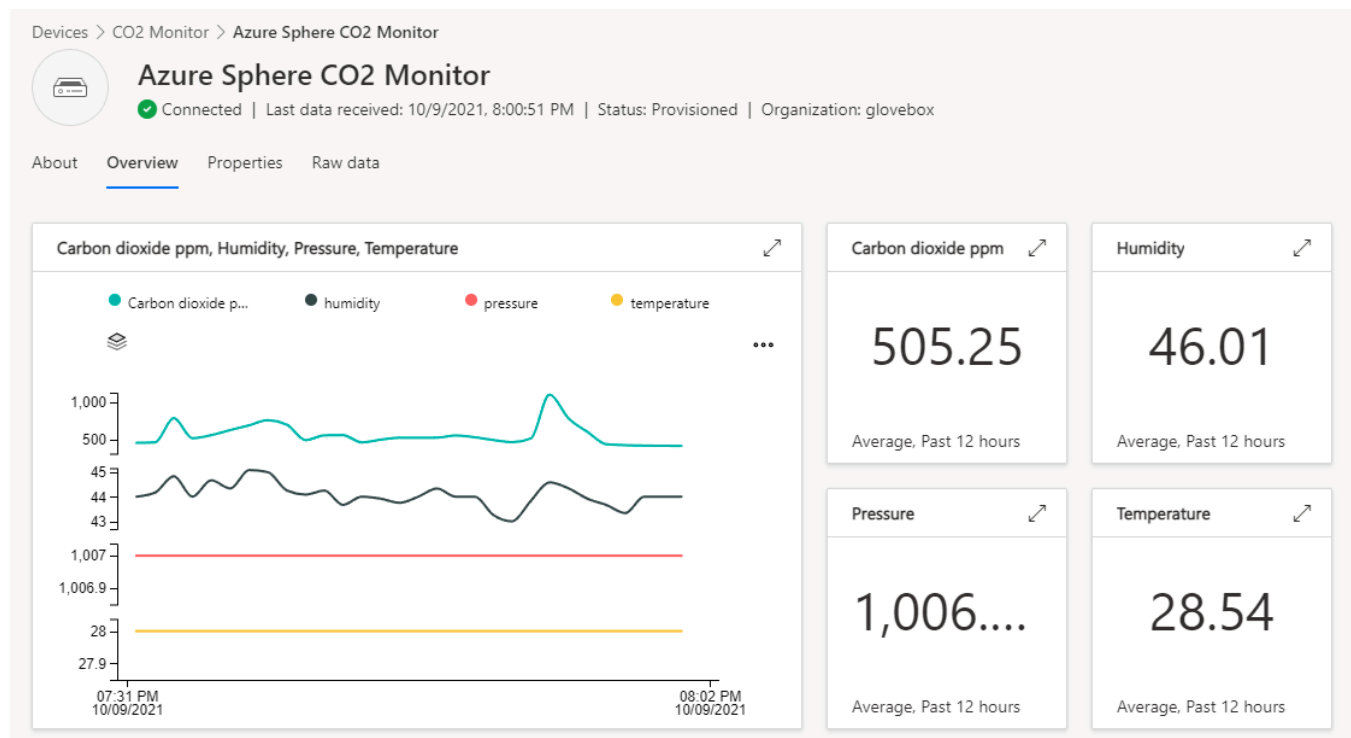 Devices > CO2 Monitor > Azure Sphere CO2 Monitor
Azure Sphere CO2 Monitor
Connected | Last data received: 10/9/2021, 8:00:51 PM | Status: Provisioned | Organization: glovebox
About Overview Properties Raw data
Carbon dioxide ppm, Humidity, Pressure, Temperature
Carbon dioxide p... humidity pressure temperature
1,000
500
45
44
43
1,007
1,006.9
28
27.9
07:31 PM 08:02 PM
10/09/2021 10/09/2021
Carbon dioxide ppm
505.25
Average, Past 12 hours
Humidity
46.01
Average, Past 12 hours
Pressure
1,006....
Average, Past 12 hours
Temperature
28.54
Average, Past 12 hours